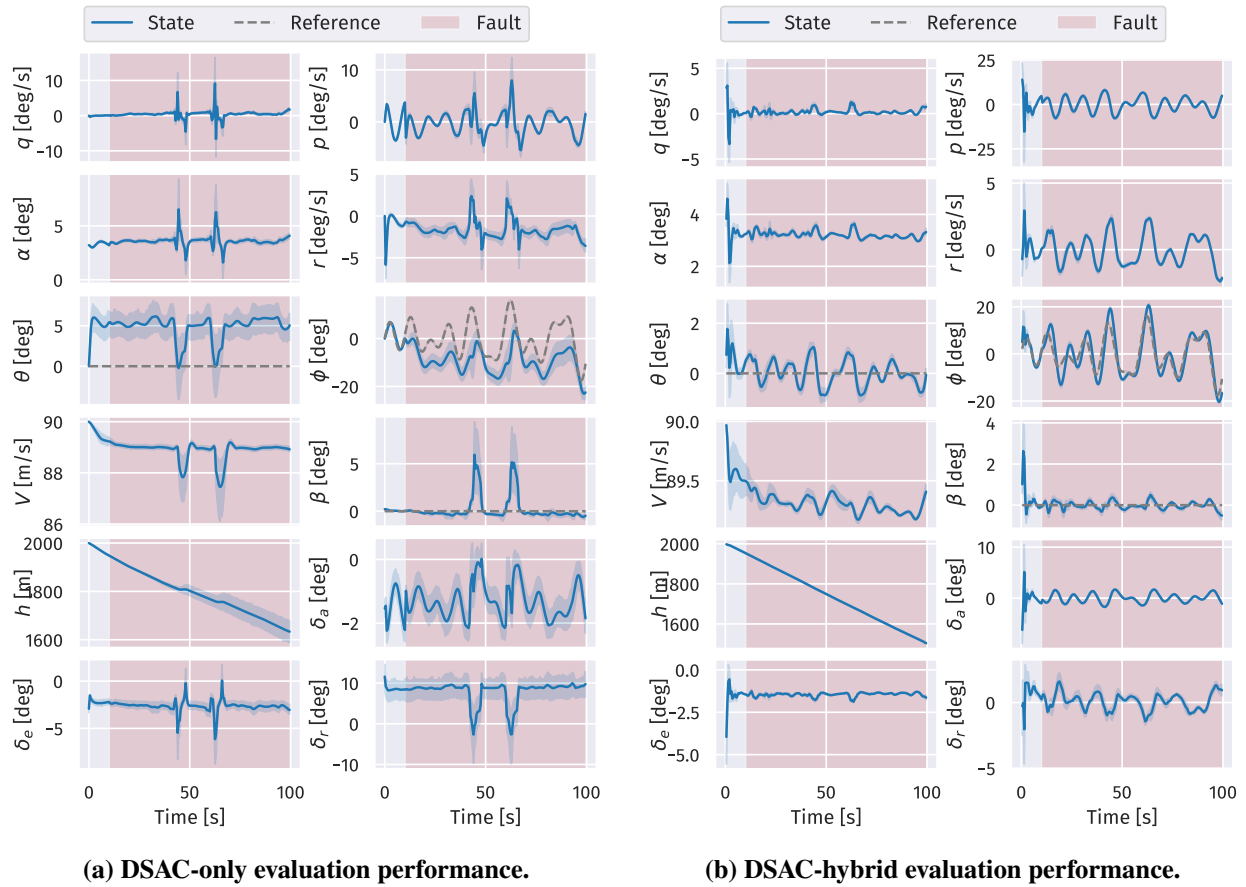 State Reference Fault
q [deg/s]
10
0
−10
p [deg/s]
10
0
α [deg]
5
0
r [deg/s]
0
−5
θ [deg]
5
0
ϕ [deg]
0
−20
V [m/s]
90
88
86
β [deg]
5
0
h [m]
2000
1800
1600
δa [deg]
0
−2
δe [deg]
0
−5
δr [deg]
10
0
−10
0 50 100
Time [s]
0 50 100
Time [s]
(a) DSAC-only evaluation performance.
State Reference Fault
q [deg/s]
5
0
−5
p [deg/s]
25
0
−25
α [deg]
4
2
r [deg/s]
5
0
θ [deg]
2
0
ϕ [deg]
20
0
−20
V [m/s]
90.0
89.5
β [deg]
4
2
0
h [m]
2000
1800
1600
δa [deg]
10
0
δe [deg]
0.0
−2.5
−5.0
δr [deg]
0
−5
0 50 100
Time [s]
0 50 100
Time [s]
(b) DSAC-hybrid evaluation performance.